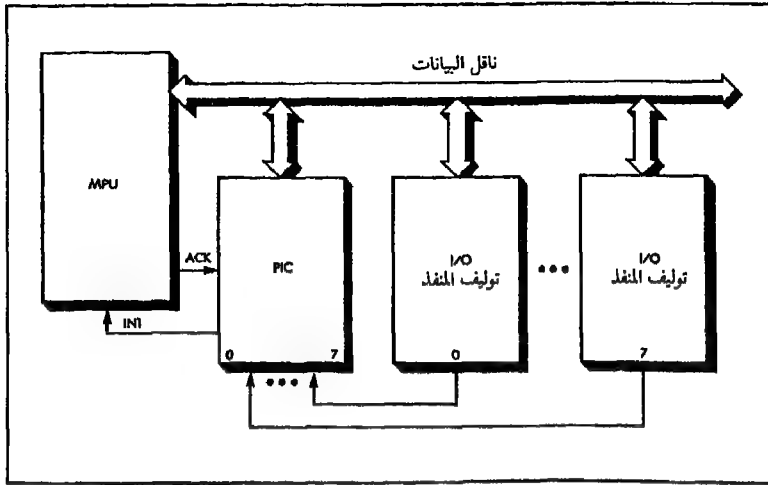 ناقل البيانات
MPU
ACK
INT
PIC
0 7
I/O
توليف المنفذ
0
I/O
توليف المنفذ
7